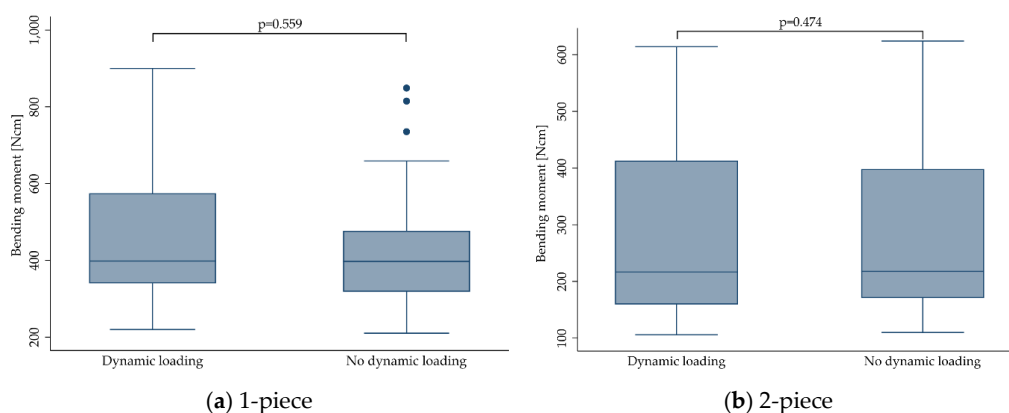 p=0.559
1,000
800
600
400
200
Bending moment [Ncm]
Dynamic loading
No dynamic loading
(a) 1-piece
p=0.474
600
500
400
300
200
100
Bending moment [Ncm]
Dynamic loading
No dynamic loading
(b) 2-piece